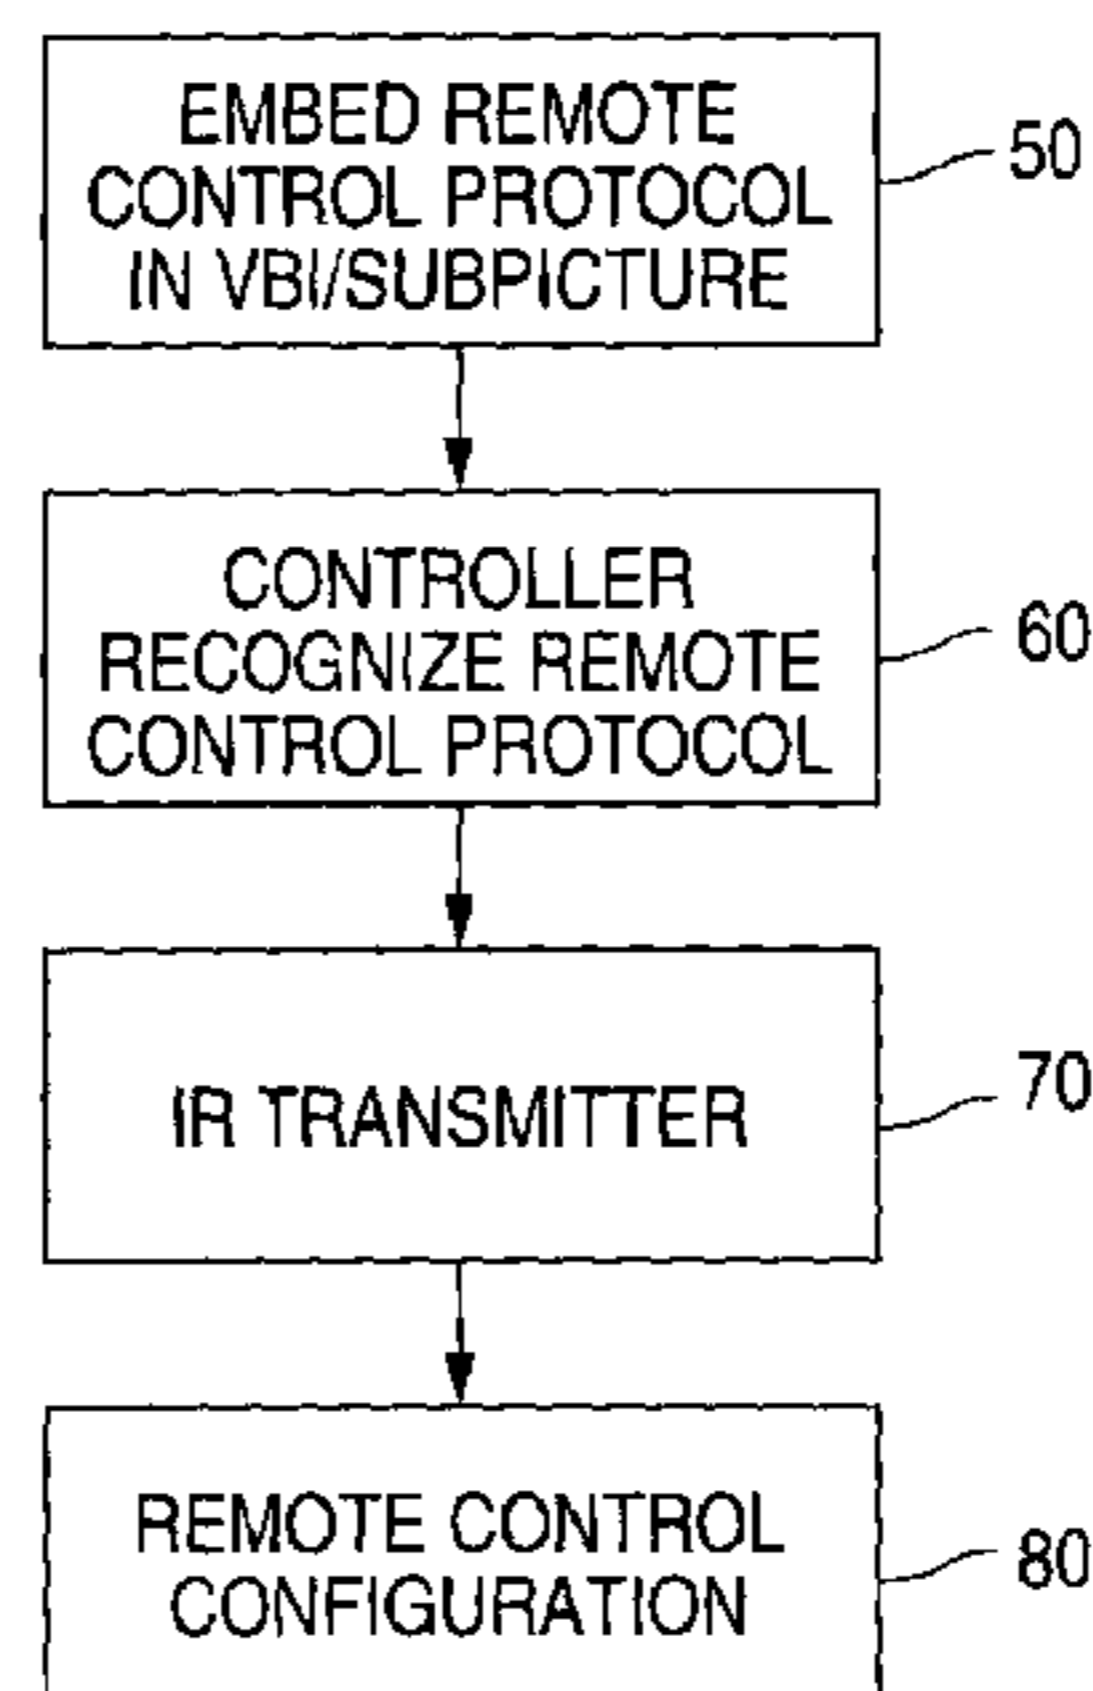 EMBED REMOTE
CONTROL PROTOCOL
IN VBI/SUBPICTURE
50
CONTROLLER
RECOGNIZE REMOTE
CONTROL PROTOCOL
60
IR TRANSMITTER
70
REMOTE CONTROL
CONFIGURATION
80